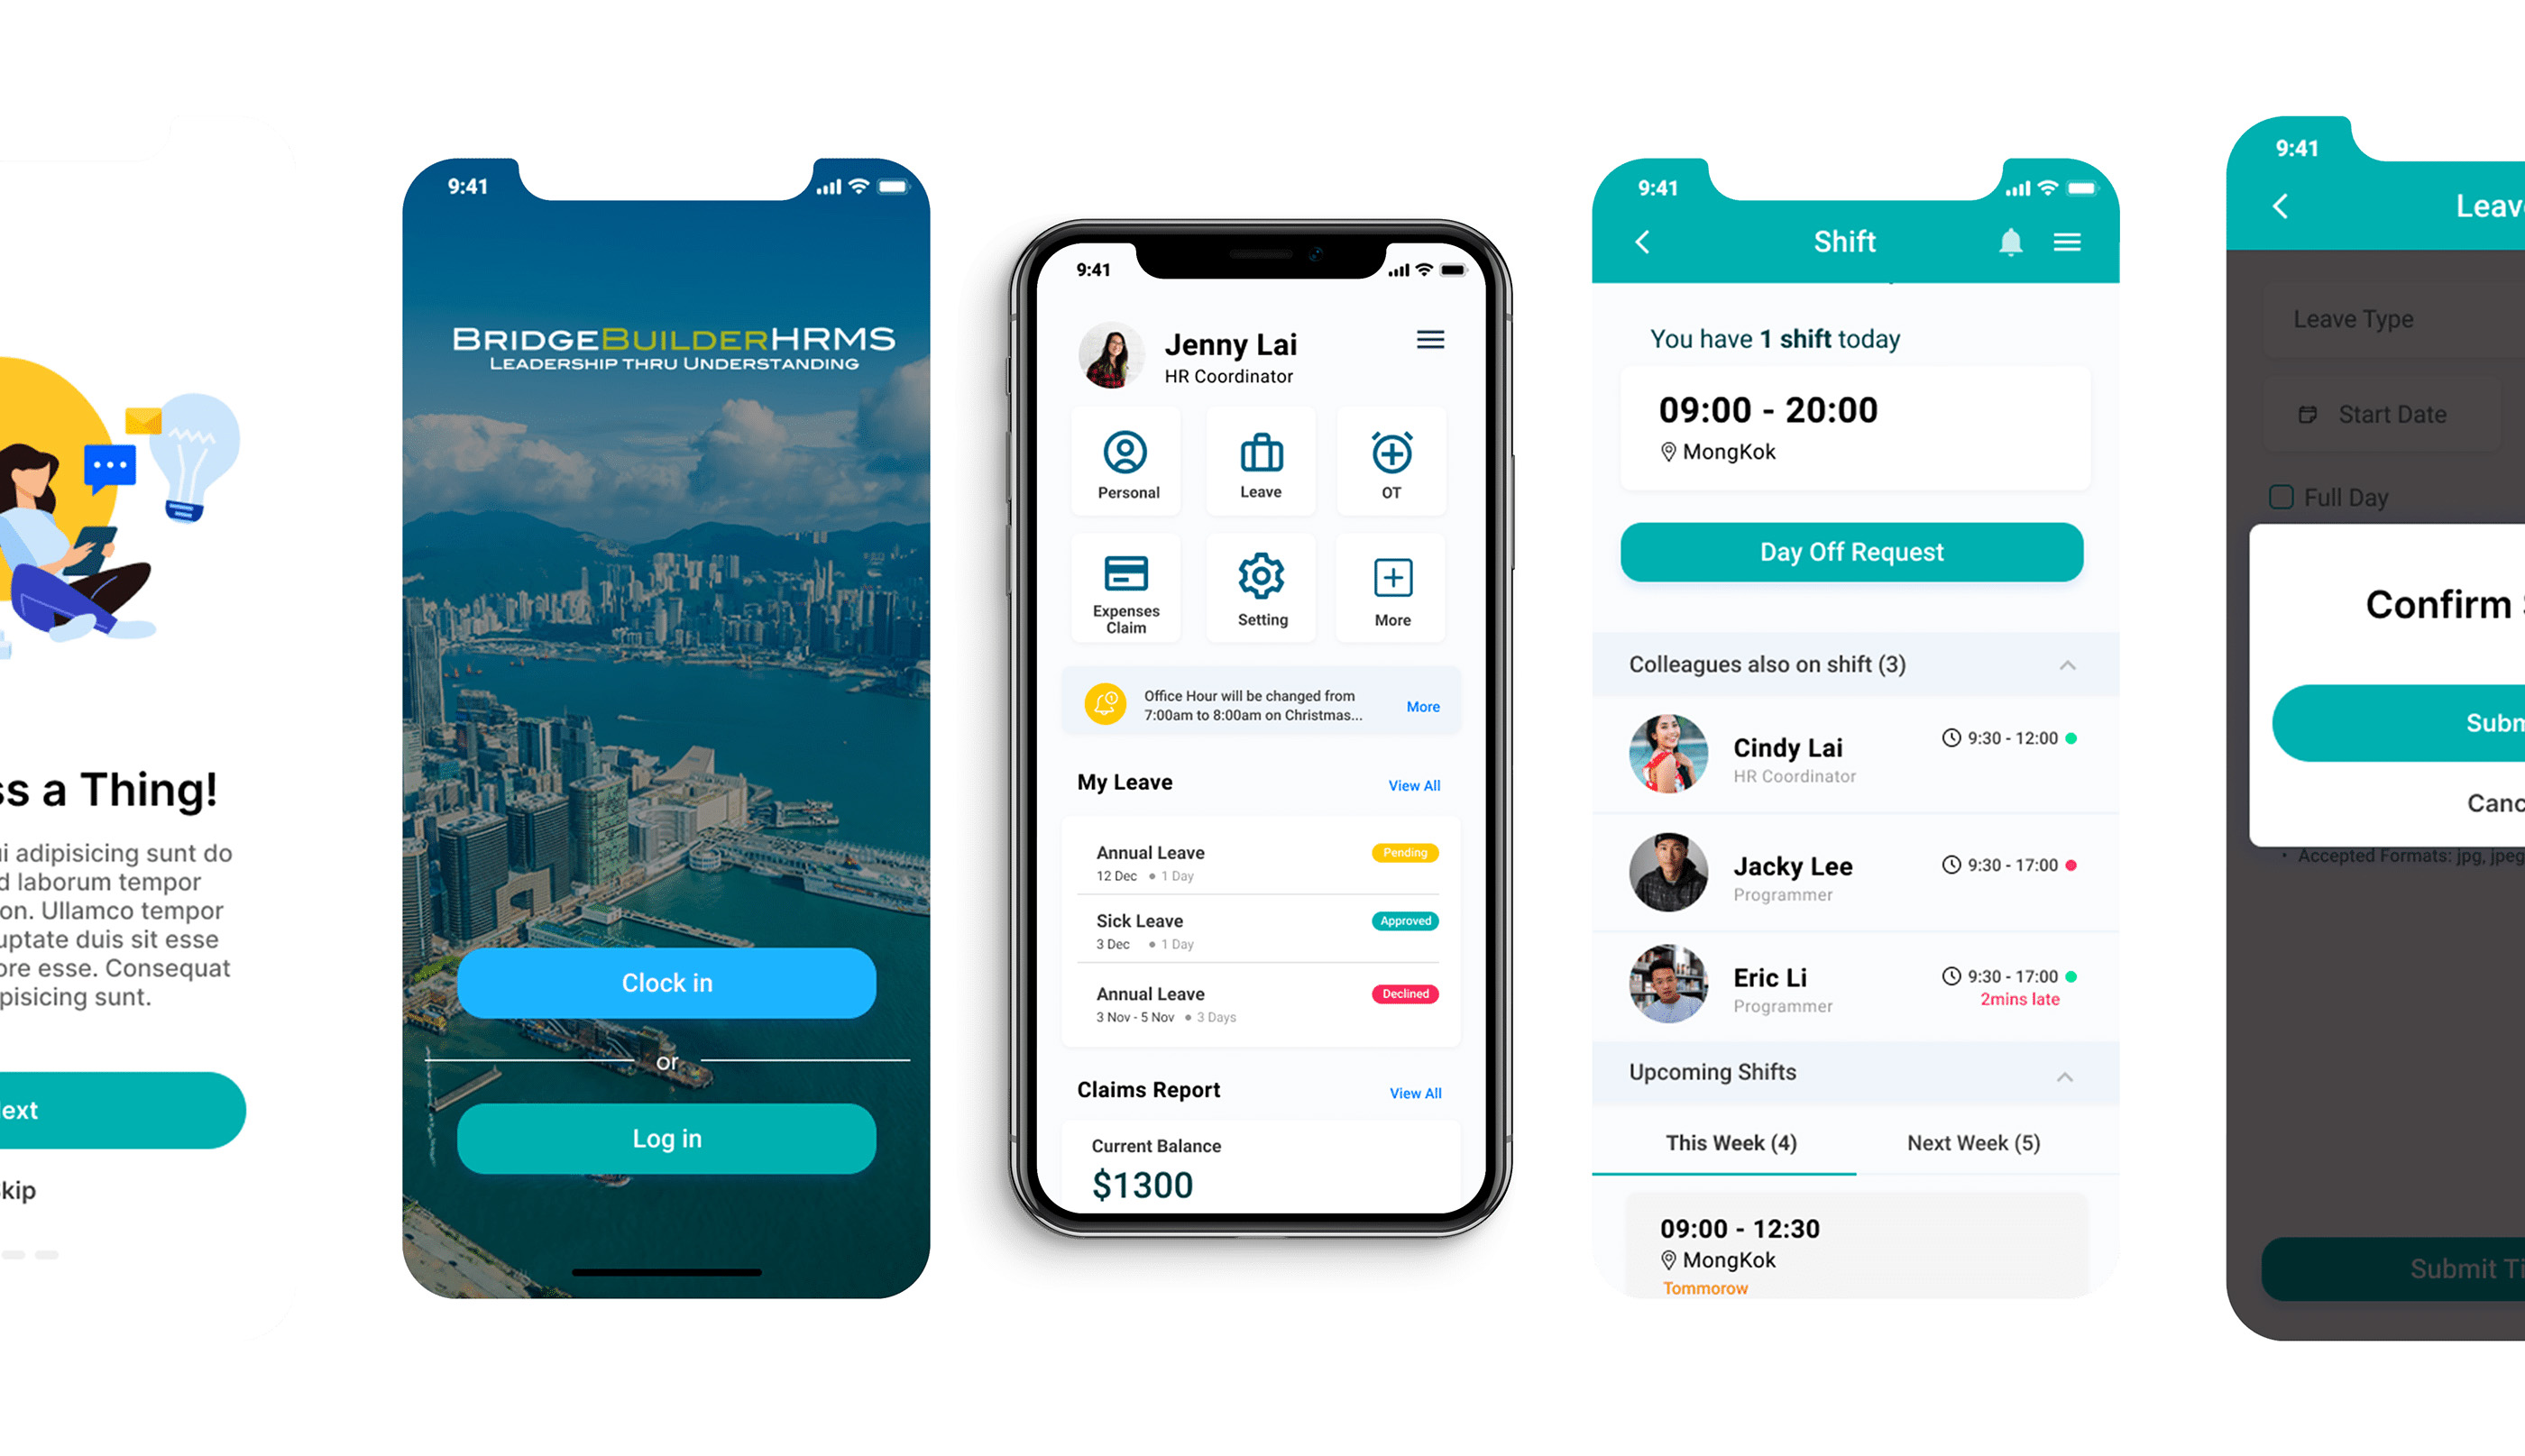 ss a Thing!
ui adipisicing sunt do
d laborum tempor
on. Ullamco tempor
uptate duis sit esse
ore esse. Consequat
pisicing sunt.
ext
kip
9:41
BRIDGEBUILDERHRMS
LEADERSHIP THRU UNDERSTANDING
Clock in
or
Log in
9:41
Jenny Lai
HR Coordinator
Personal
Leave
OT
Expenses
Claim
Setting
More
Office Hour will be changed from
7:00am to 8:00am on Christmas...
More
My Leave
View All
Annual Leave
Pending
12 Dec • 1 Day
Sick Leave
Approved
3 Dec • 1 Day
Annual Leave
Declined
3 Nov - 5 Nov • 3 Days
Claims Report
View All
Current Balance
$1300
9:41
Shift
You have 1 shift today
09:00 - 20:00
MongKok
Day Off Request
Colleagues also on shift (3)
Cindy Lai
HR Coordinator
9:30 - 12:00
Jacky Lee
Programmer
9:30 - 17:00
Eric Li
Programmer
9:30 - 17:00
2mins late
Upcoming Shifts
This Week (4)
Next Week (5)
09:00 - 12:30
MongKok
Tommorow
9:41
Leav
Leave Type
Start Date
Full Day
Confirm
Subm
Canc
• Accepted Formats: jpg, jpeg
Submit Ti